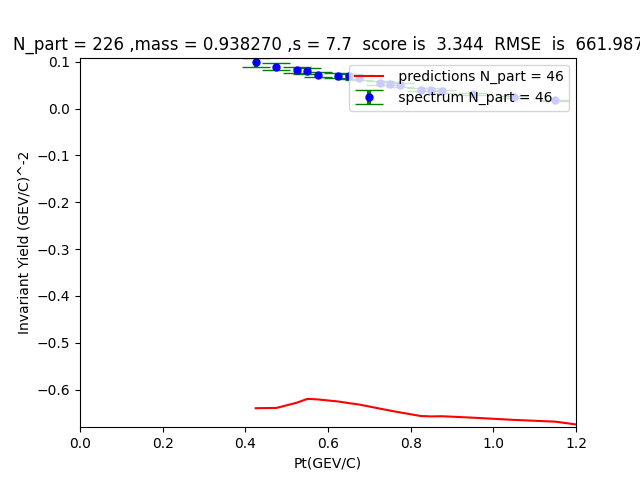 N_part = 226 ,mass = 0.938270 ,s = 7.7  score is  3.344  RMSE  is  661.987
predictions N_part = 46
spectrum N_part = 46
Invariant Yield (GEV/C)^-2
0.1
0.0
−0.1
−0.2
−0.3
−0.4
−0.5
−0.6
0.0 0.2 0.4 0.6 0.8 1.0 1.2
Pt(GEV/C)